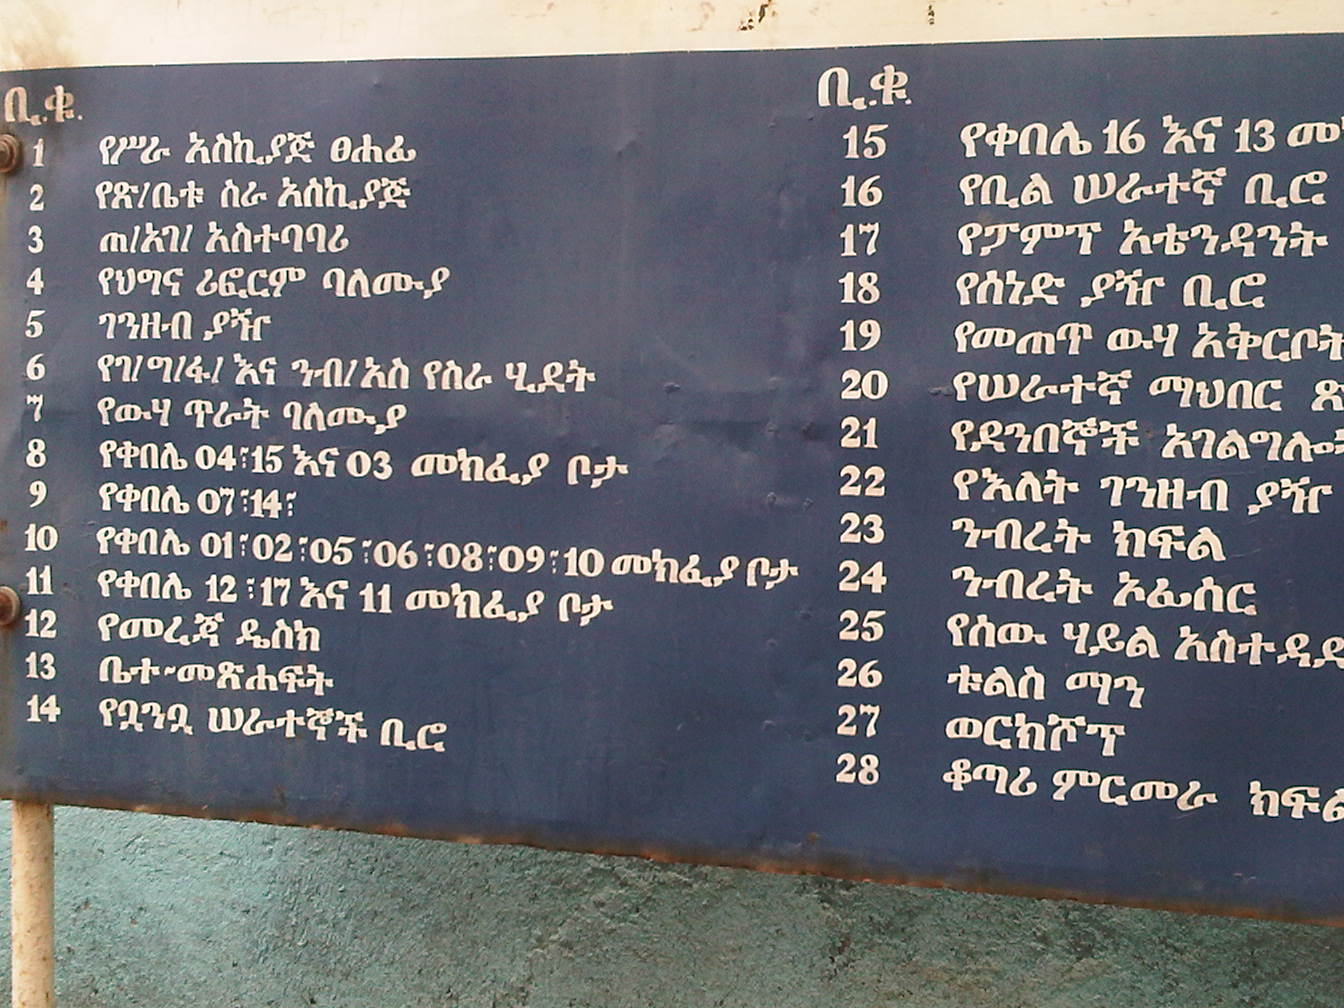 ቢ.ቁ.
1 የሥራ አስኪያጅ ፀሐፊ
2 የጽ/ቤቱ ስራ አስኪያጅ
3 ጠ/አገ/ አስተባባሪ
4 የህግና ሪፎርም ባለሙያ
5 ገንዘብ ያዥ
6 የገ/ግ/ፋ/ እና ንብ/አስ የስራ ሂደት
7 የውሃ ጥራት ባለሙያ
8 የቀበሌ 04፣15 እና 03 መክፈያ ቦታ
9 የቀበሌ 07፣14፣
10 የቀበሌ 01፣02፣05፣06፣08፣09፣10 መክፈያ ቦታ
11 የቀበሌ 12፣17 እና 11 መክፈያ ቦታ
12 የመረጃ ዴስክ
13 ቤተ-መጽሐፍት
14 የቧንቧ ሠራተኞች ቢሮ
ቢ.ቁ.
15 የቀበሌ 16 እና 13
16 የቢል ሠራተኛ ቢሮ
17 የፓምፕ አቴንዳንት
18 የሰነድ ያዥ ቢሮ
19 የመጠጥ ውሃ አቅርቦት
20 የሠራተኛ ማህበር
21 የደንበኞች
22 የእለት ገንዘብ ያዥ
23 ንብረት ክፍል
24 ንብረት ኦፊሰር
25 የሰው ሃይል
26 ቱልስ ማን
27 ወርክሾፕ
28 ቆጣሪ ምርመራ ክፍል